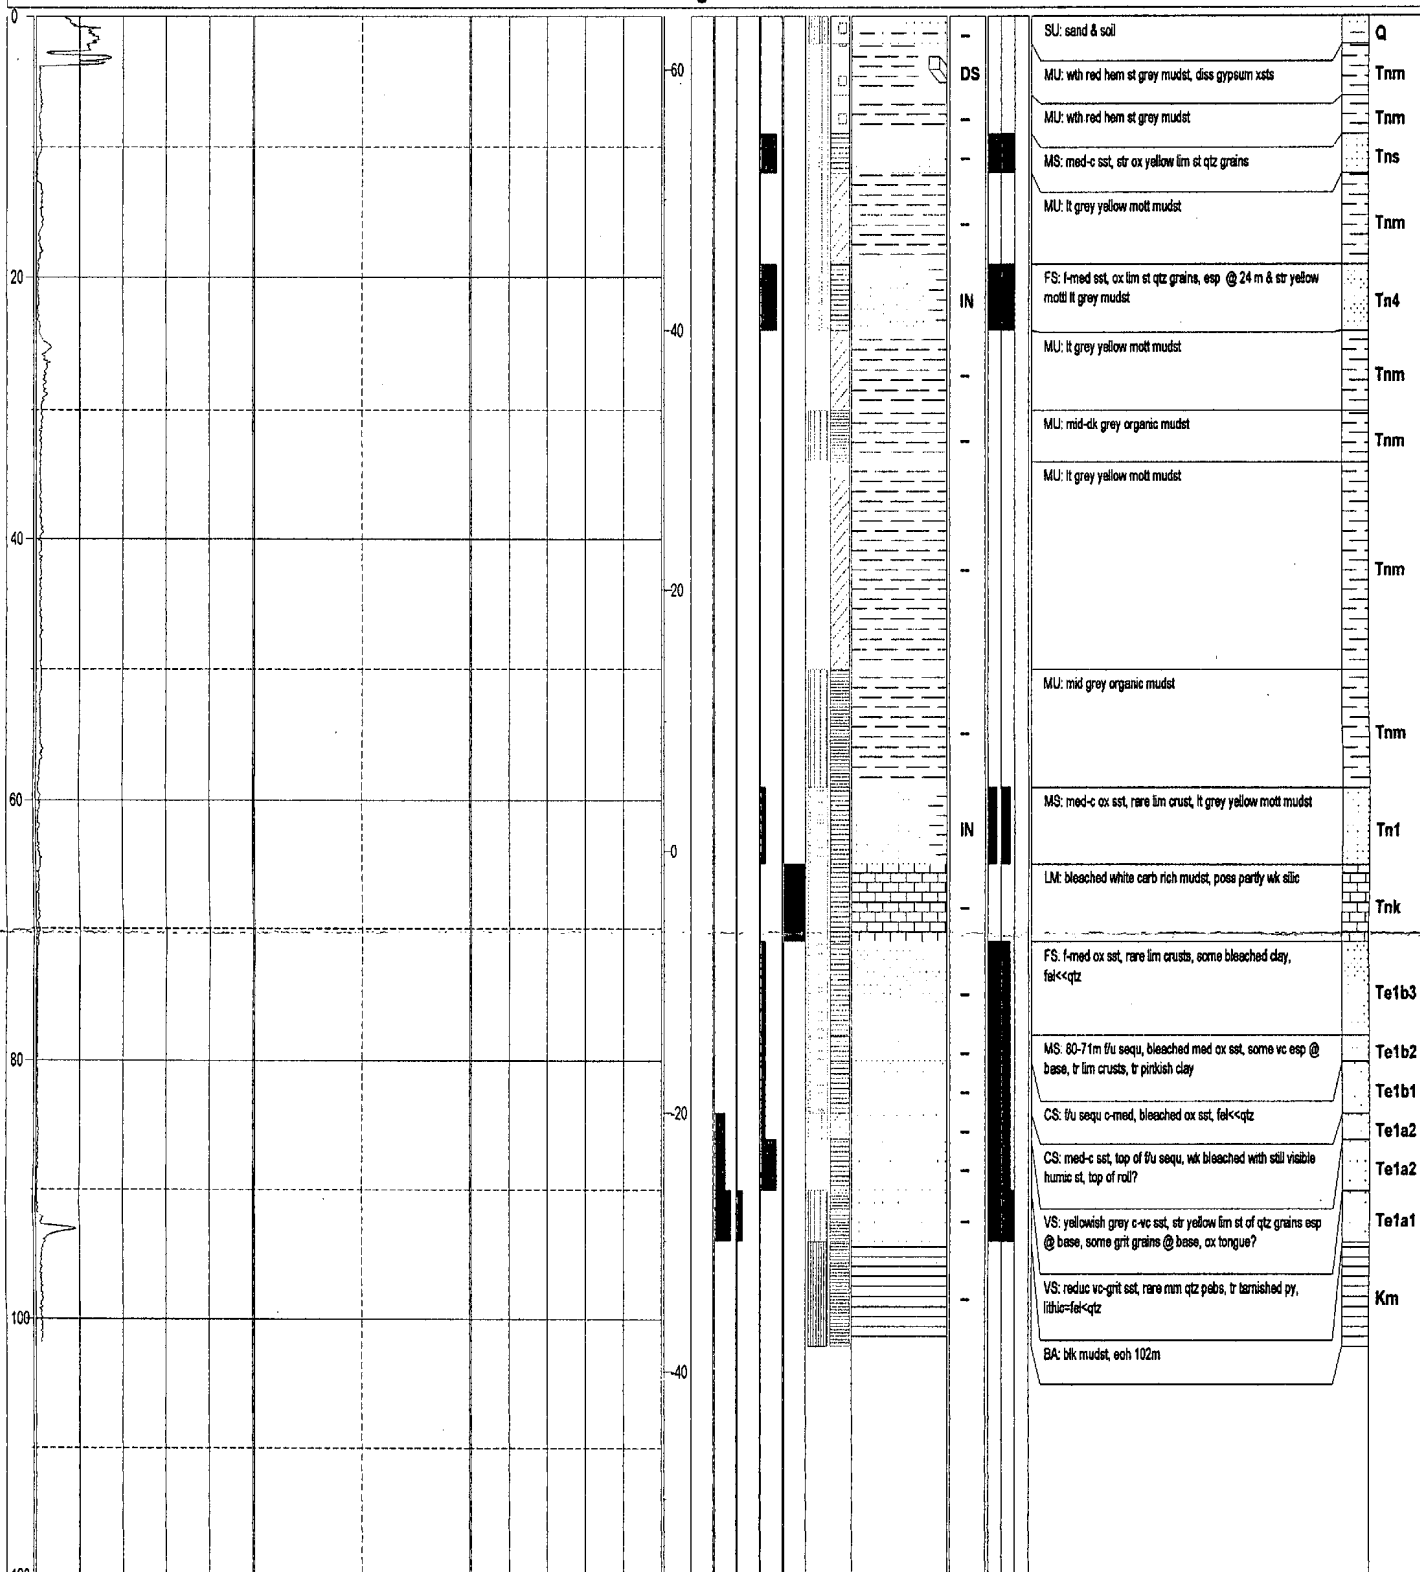 0
20
40
60
80
100
60
40
20
0
-20
-40
-
DS
-
-
-
IN
-
-
-
-
IN
-
-
-
-
-
-
-
-
SU: sand & soil
MU: wth red hem st grey mudst, diss gypsum xsts
MU: wth red hem st grey mudst
MS: med-c sst, str ox yellow lim st qtz grains
MU: lt grey yellow mott mudst
FS: f-med sst, ox lim st qtz grains, esp @ 24 m & str yellow
mottl lt grey mudst
MU: lt grey yellow mott mudst
MU: mid-dk grey organic mudst
MU: lt grey yellow mott mudst
MU: mid grey organic mudst
MS: med-c ox sst, rare lim crust, lt grey yellow mott mudst
LM: bleached white carb rich mudst, poss partly wk silic
FS: f-med ox sst, rare lim crusts, some bleached clay,
fel<<qtz
MS: 80-71m f/u sequ, bleached med ox sst, some vc esp @
base, tr lim crusts, tr pinkish clay
CS: f/u sequ c-med, bleached ox sst, fel<<qtz
CS: med-c sst, top of f/u sequ, wk bleached with still visible
humic st, top of roll?
VS: yellowish grey c-vc sst, str yellow lim st of qtz grains esp
@ base, some grit grains @ base, ox tongue?
VS: reduc vc-grit sst, rare mm qtz pebs, tr tarnished py,
lithic=fel<qtz
BA: blk mudst, eoh 102m
Q
Tnm
Tnm
Tns
Tnm
Tn4
Tnm
Tnm
Tnm
Tnm
Tn1
Tnk
Te1b3
Te1b2
Te1b1
Te1a2
Te1a2
Te1a1
Km